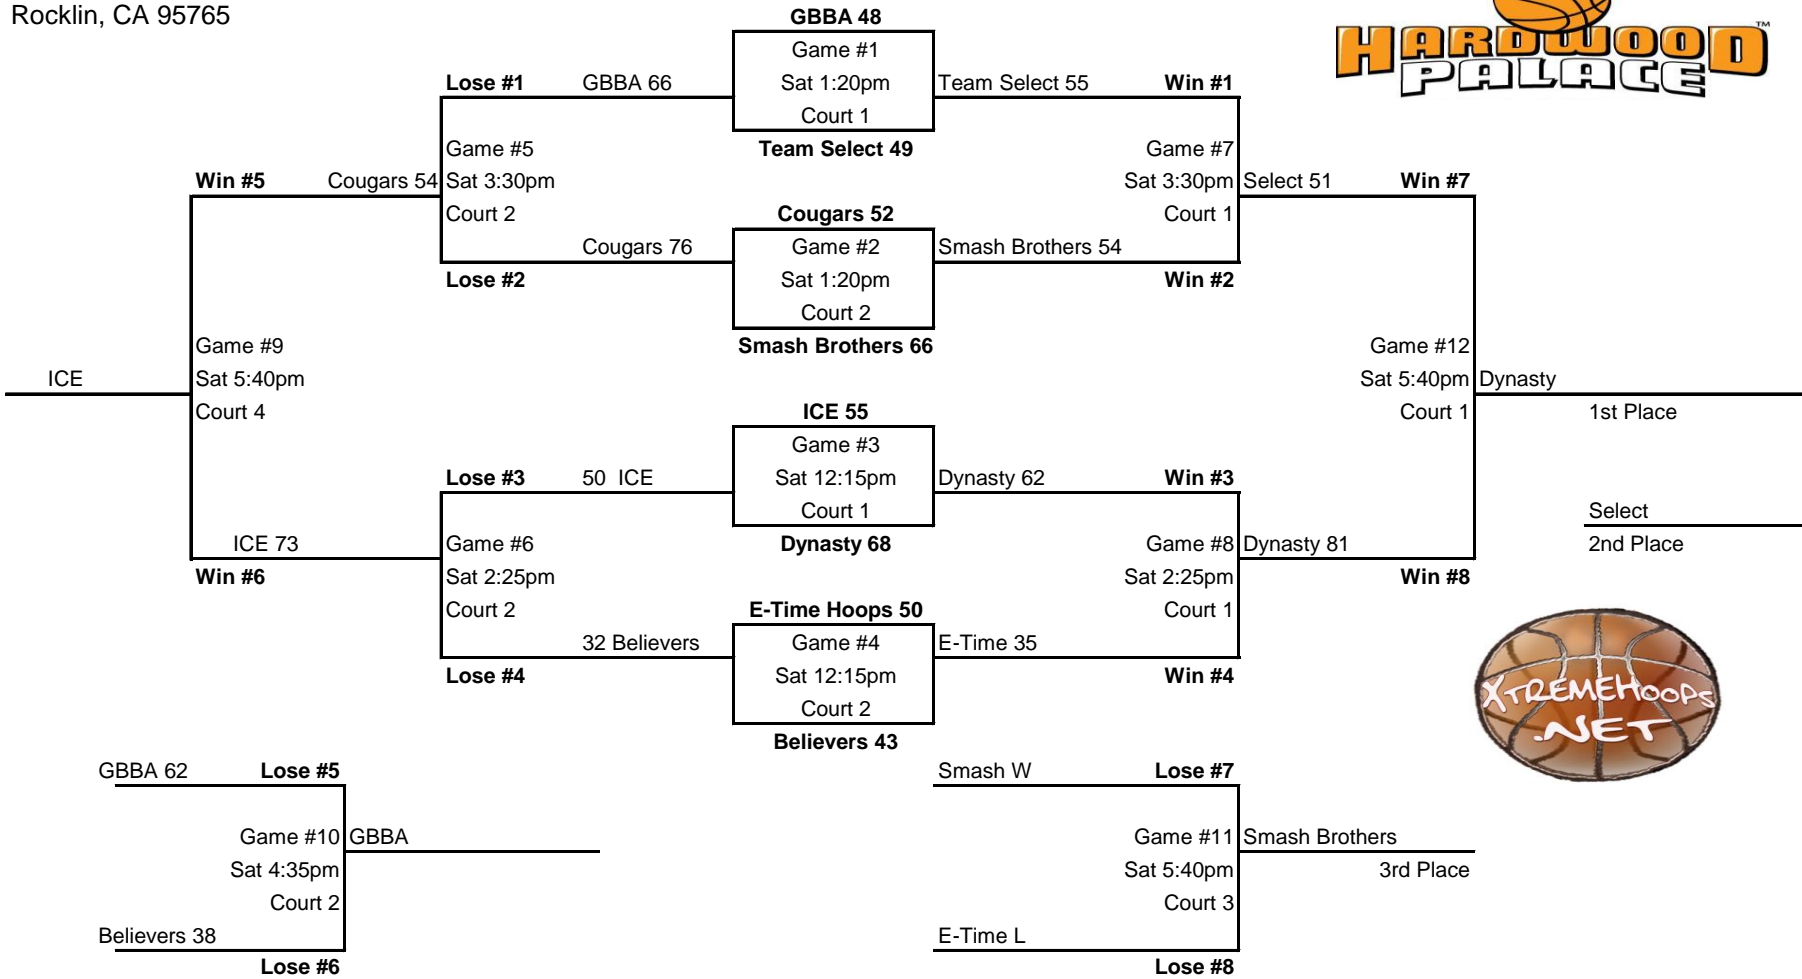 Rocklin, CA 95765
HARDWOOD
PALACE
TM
GBBA 48
Game #1
Sat 1:20pm
Court 1
Team Select 49
Lose #1
GBBA 66
Team Select 55
Win #1
Game #5
Sat 3:30pm
Court 2
Game #7
Sat 3:30pm
Court 1
Win #5
Cougars 54
Select 51
Win #7
Cougars 52
Game #2
Sat 1:20pm
Court 2
Smash Brothers 66
Cougars 76
Lose #2
Smash Brothers 54
Win #2
Game #9
Sat 5:40pm
Court 4
ICE
Game #12
Sat 5:40pm
Court 1
Dynasty
1st Place
ICE 55
Game #3
Sat 12:15pm
Court 1
Dynasty 68
Lose #3
50 ICE
Dynasty 62
Win #3
Select
2nd Place
ICE 73
Win #6
Game #6
Sat 2:25pm
Court 2
Game #8
Sat 2:25pm
Court 1
Dynasty 81
Win #8
E-Time Hoops 50
Game #4
Sat 12:15pm
Court 2
Believers 43
32 Believers
Lose #4
E-Time 35
Win #4
XTREMEHOOPS
.NET
GBBA 62
Lose #5
Game #10
Sat 4:35pm
Court 2
GBBA
Believers 38
Lose #6
Smash W
Lose #7
Game #11
Sat 5:40pm
Court 3
Smash Brothers
3rd Place
E-Time L
Lose #8